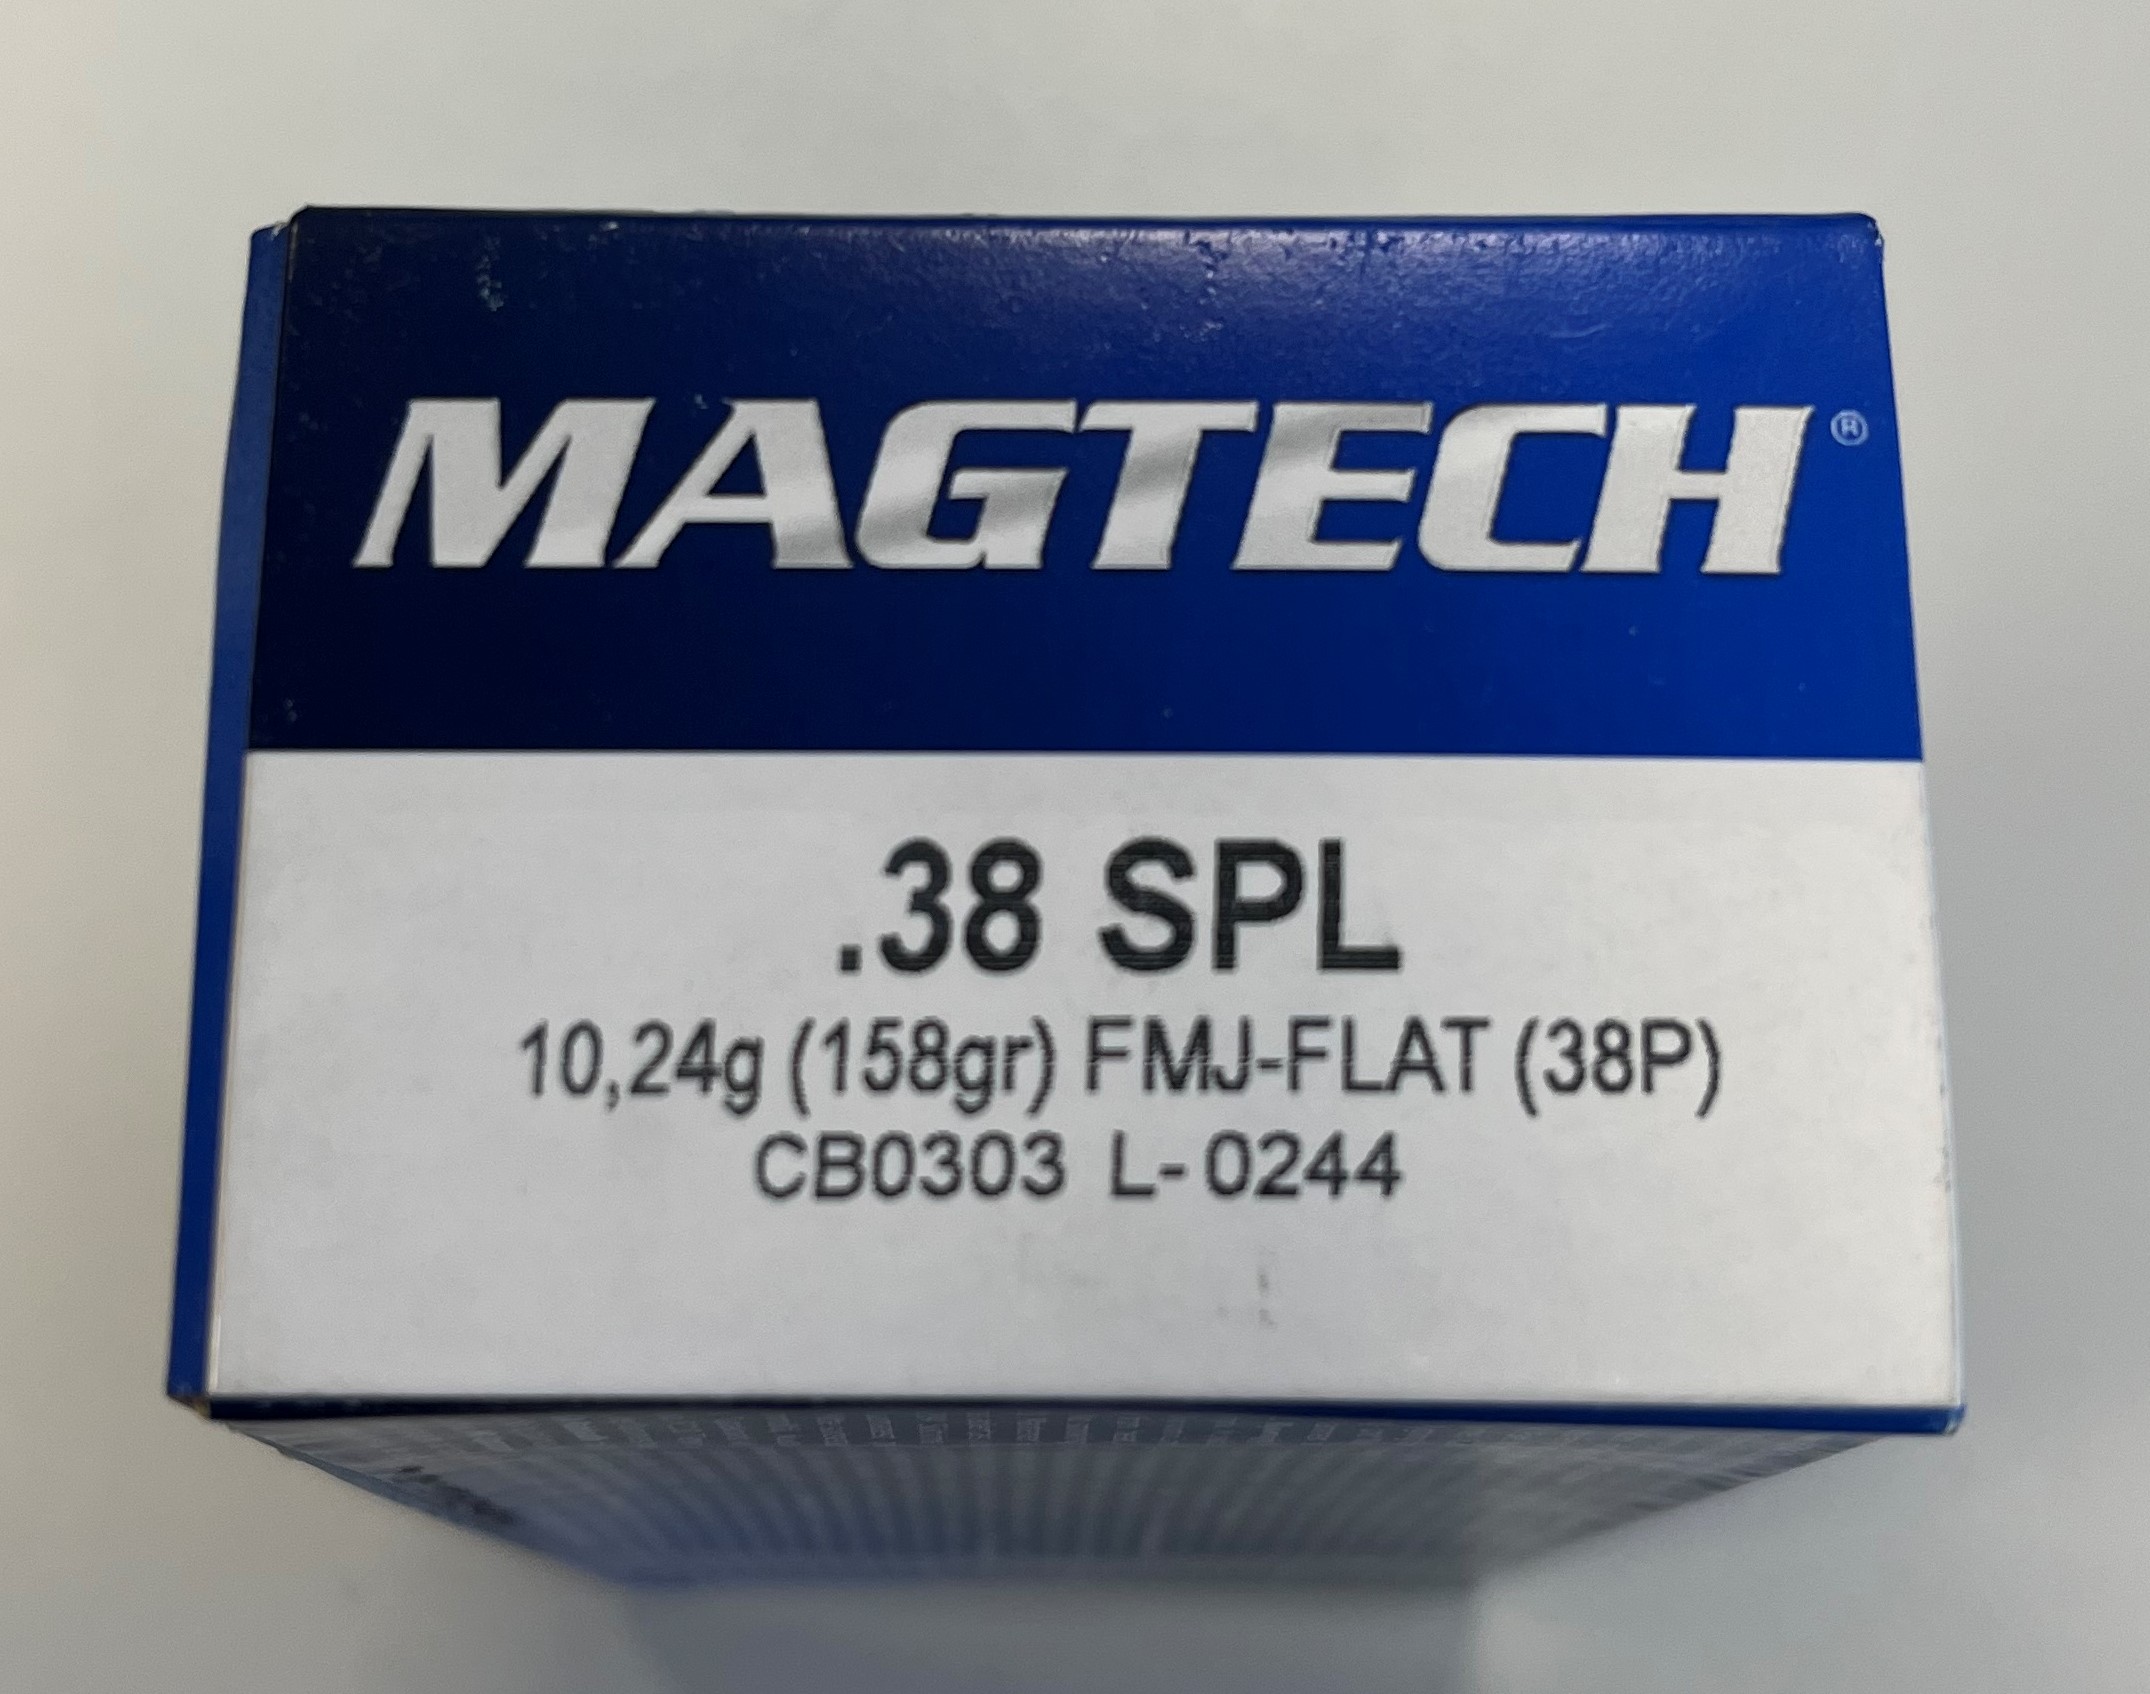 MAGTECH®
.38 SPL
10,24g (158gr) FMJ-FLAT (38P)
CB0303 L-0244